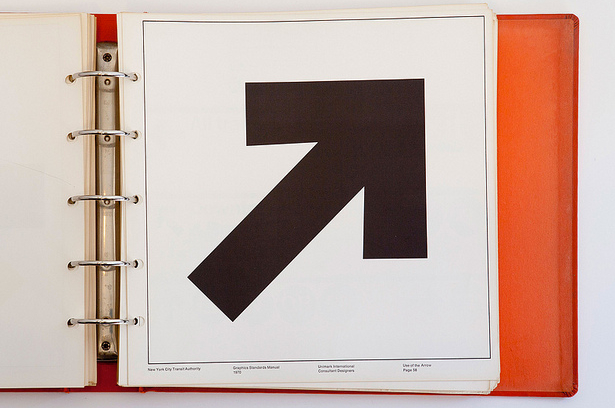 New York City Transit Authority
Graphics Standards Manual
1970
Unimark International
Consultant Designers
Use of the Arrow
Page 56